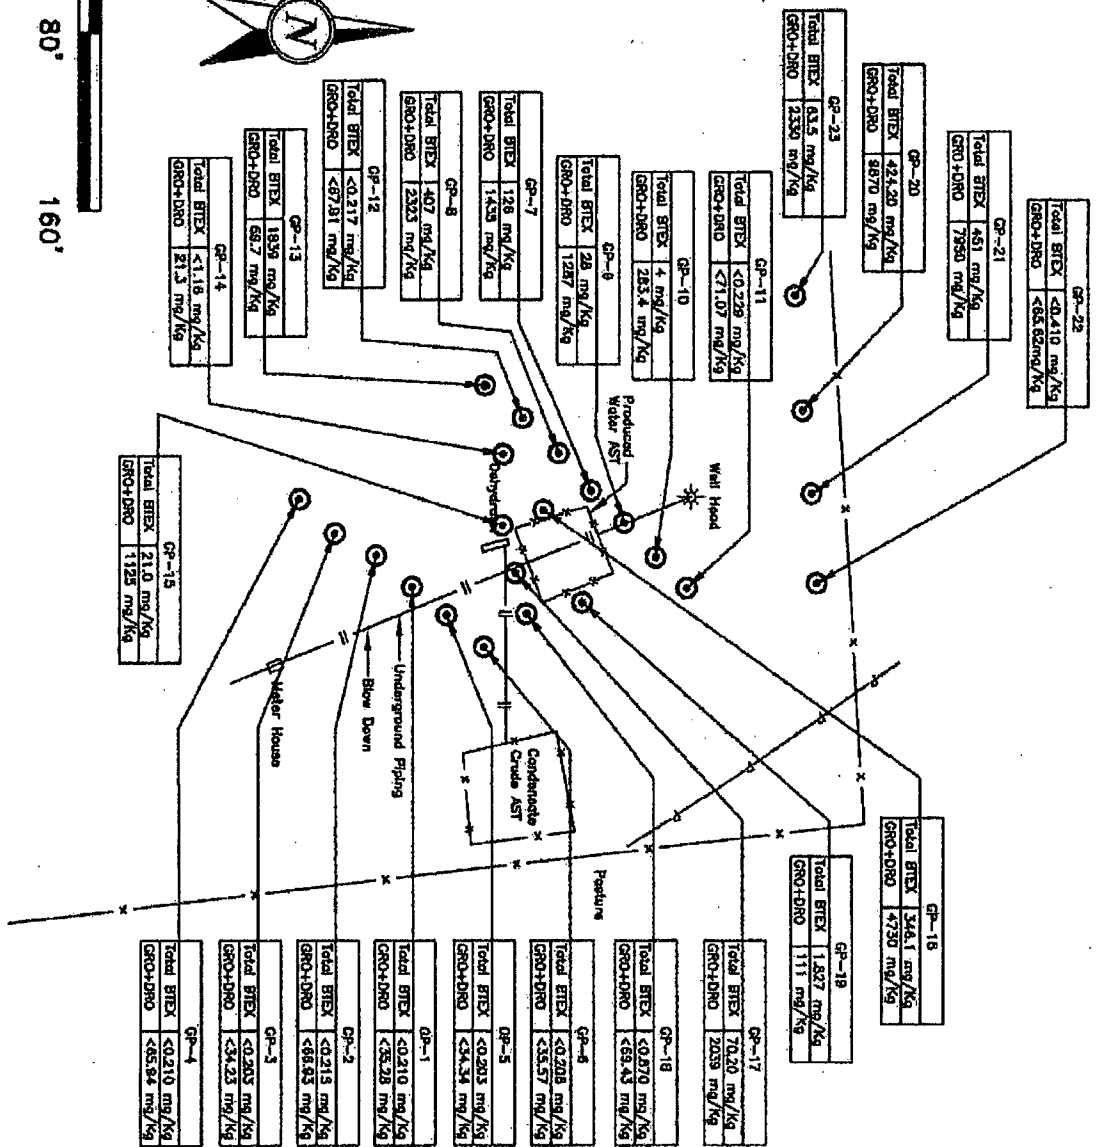 80'
160'
N
GP-23
Total BTEX 63.5 mg/Kg
GRO+DRO 2330 mg/Kg
GP-20
Total BTEX 424.20 mg/Kg
GRO+DRO 5870 mg/Kg
GP-21
Total BTEX 451 mg/Kg
GRO+DRO 7950 mg/Kg
GP-22
Total BTEX <0.410 mg/Kg
GRO+DRO <65.62mg/Kg
GP-11
Total BTEX <0.229 mg/Kg
GRO+DRO <71.07 mg/Kg
GP-10
Total BTEX 4 mg/Kg
GRO+DRO 283.4 mg/Kg
Total BTEX 28 mg/Kg
GRO+DRO 1287 mg/Kg
GP-7
Total BTEX 126 mg/Kg
GRO+DRO 1435 mg/Kg
GP-8
Total BTEX 407 mg/Kg
GRO+DRO 2323 mg/Kg
GP-12
Total BTEX <0.217 mg/Kg
GRO+DRO <67.91 mg/Kg
GP-13
Total BTEX 1839 mg/Kg
GRO+DRO 69.7 mg/Kg
GP-14
Total BTEX <1.16 mg/Kg
GRO+DRO 21.3 mg/Kg
GP-15
Total BTEX 21.0 mg/Kg
GRO+DRO 1125 mg/Kg
Well Head
Produced
Water AST
Underground Piping
Blow Down
Meter House
Condensate
Crude AST
Pasture
Total BTEX 346.1 mg/Kg
GRO+DRO 4730 mg/Kg
GP-19
Total BTEX 1.827 mg/Kg
GRO+DRO 111 mg/Kg
GP-17
Total BTEX 70.20 mg/Kg
GRO+DRO 2039 mg/Kg
Total BTEX <0.670 mg/Kg
GRO+DRO <69.43 mg/Kg
GP-6
Total BTEX <0.208 mg/Kg
GRO+DRO <35.57 mg/Kg
GP-5
Total BTEX <0.203 mg/Kg
GRO+DRO <34.34 mg/Kg
GP-1
Total BTEX <0.210 mg/Kg
GRO+DRO <35.28 mg/Kg
GP-2
Total BTEX <0.213 mg/Kg
GRO+DRO <66.93 mg/Kg
GP-3
Total BTEX <0.203 mg/Kg
GRO+DRO <34.23 mg/Kg
GP-4
Total BTEX <0.210 mg/Kg
GRO+DRO <65.94 mg/Kg